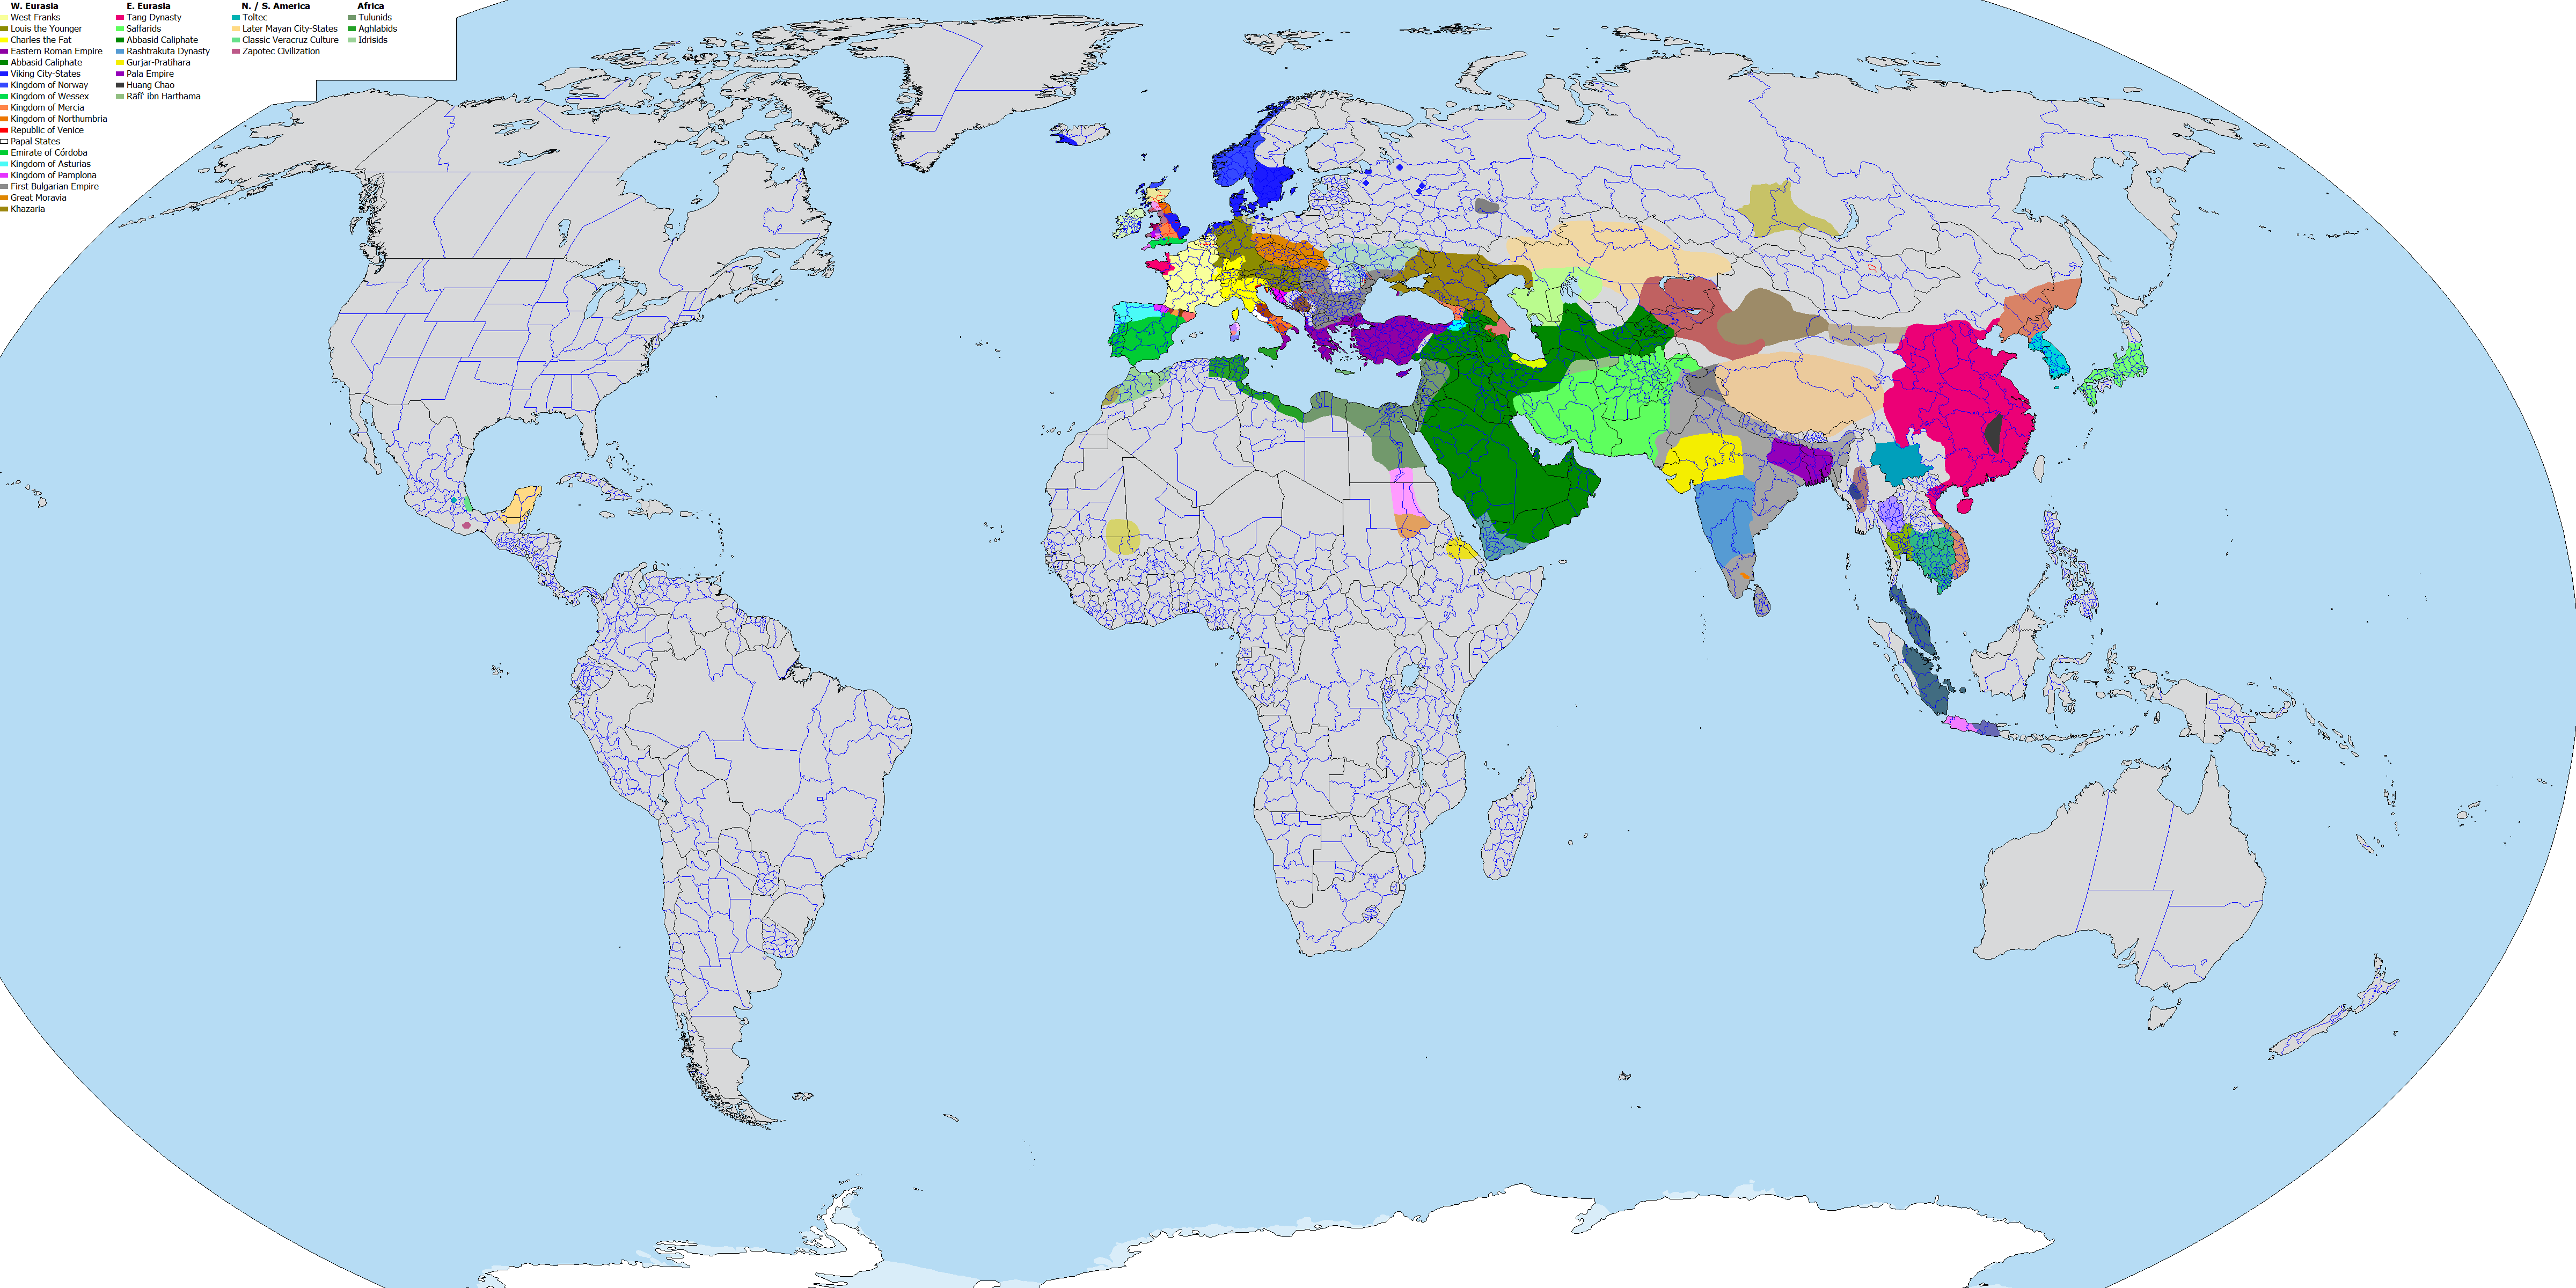 W. Eurasia
West Franks
Louis the Younger
Charles the Fat
Eastern Roman Empire
Abbasid Caliphate
Viking City-States
Kingdom of Norway
Kingdom of Wessex
Kingdom of Mercia
Kingdom of Northumbria
Republic of Venice
Papal States
Emirate of Córdoba
Kingdom of Asturias
Kingdom of Pamplona
First Bulgarian Empire
Great Moravia
Khazaria
E. Eurasia
Tang Dynasty
Saffarids
Abbasid Caliphate
Rashtrakuta Dynasty
Gurjar-Pratihara
Pala Empire
Huang Chao
Räfi' ibn Harthama
N. / S. America
Toltec
Later Mayan City-States
Classic Veracruz Culture
Zapotec Civilization
Africa
Tulunids
Aghlabids
Idrisids